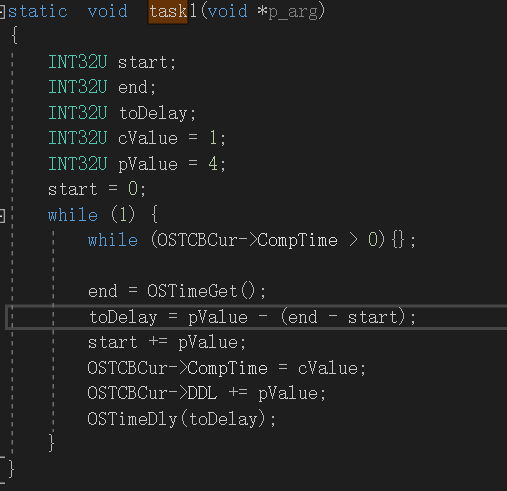 static void task1(void *p_arg)
{
INT32U start;
INT32U end;
INT32U toDelay;
INT32U cValue = 1;
INT32U pValue = 4;
start = 0;
while (1) {
while (OSTCBCur->CompTime > 0){};
end = OSTimeGet();
toDelay = pValue - (end - start);
start += pValue;
OSTCBCur->CompTime = cValue;
OSTCBCur->DDL += pValue;
OSTimeDly(toDelay);
}
}